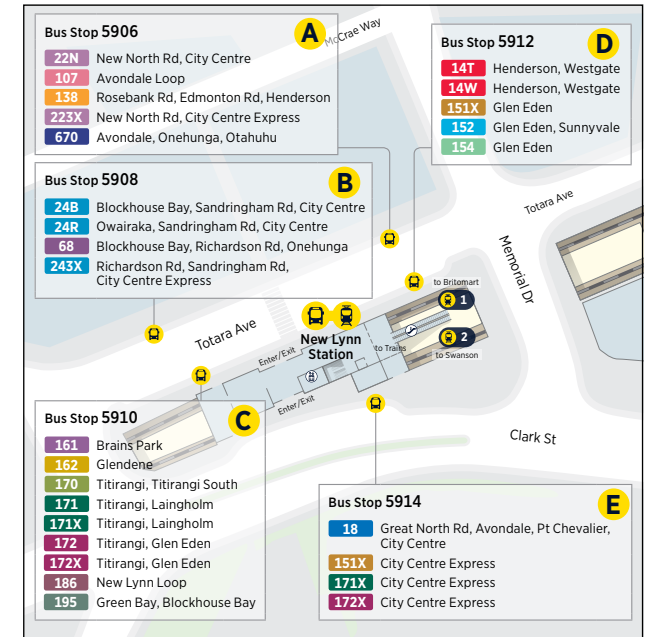 Bus Stop 5906
A
22N New North Rd, City Centre
107 Avondale Loop
138 Rosebank Rd, Edmonton Rd, Henderson
223X New North Rd, City Centre Express
670 Avondale, Onehunga, Otahuhu
McCrae Way
Bus Stop 5912
D
14T Henderson, Westgate
14W Henderson, Westgate
151X Glen Eden
152 Glen Eden, Sunnyvale
154 Glen Eden
Bus Stop 5908
B
24B Blockhouse Bay, Sandringham Rd, City Centre
24R Owairaka, Sandringham Rd, City Centre
68 Blockhouse Bay, Richardson Rd, Onehunga
243X Richardson Rd, Sandringham Rd,
City Centre Express
Totara Ave
Memorial Dr
to Britomart
1
2
to Swanson
New Lynn
Station
to Trains
Totara Ave
Enter/Exit
Enter/Exit
Clark St
Bus Stop 5910
C
161 Brains Park
162 Glendene
170 Titirangi, Titirangi South
171 Titirangi, Laingholm
171X Titirangi, Laingholm
172 Titirangi, Glen Eden
172X Titirangi, Glen Eden
186 New Lynn Loop
195 Green Bay, Blockhouse Bay
Bus Stop 5914
E
18 Great North Rd, Avondale, Pt Chevalier,
City Centre
151X City Centre Express
171X City Centre Express
172X City Centre Express